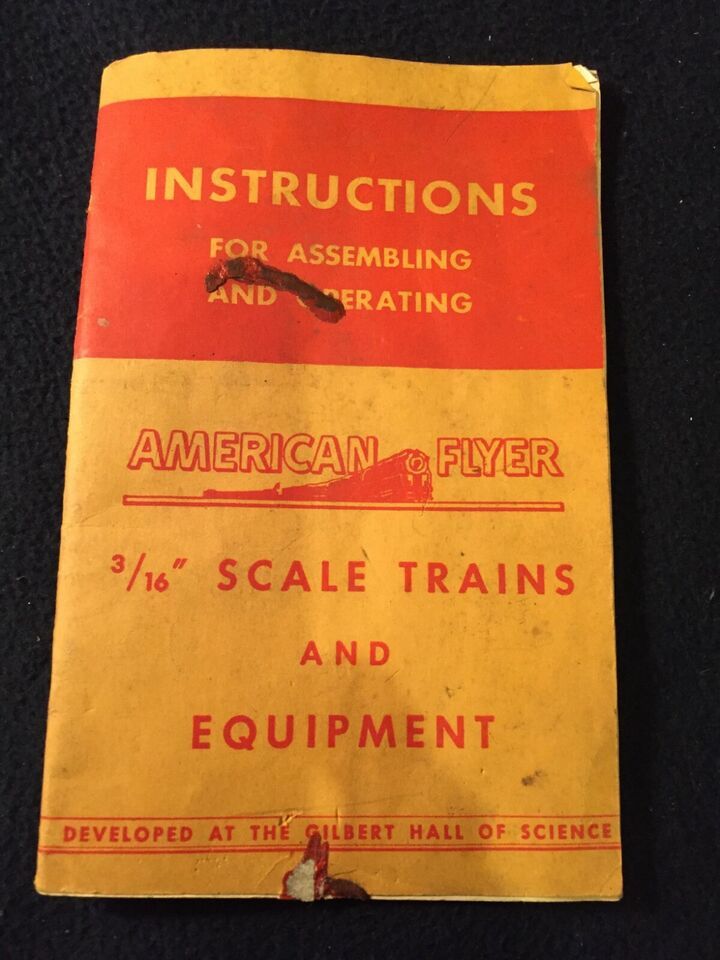 INSTRUCTIONS
FOR ASSEMBLING
AND OPERATING
AMERICAN FLYER
3/16" SCALE TRAINS
AND
EQUIPMENT
DEVELOPED AT THE GILBERT HALL OF SCIENCE